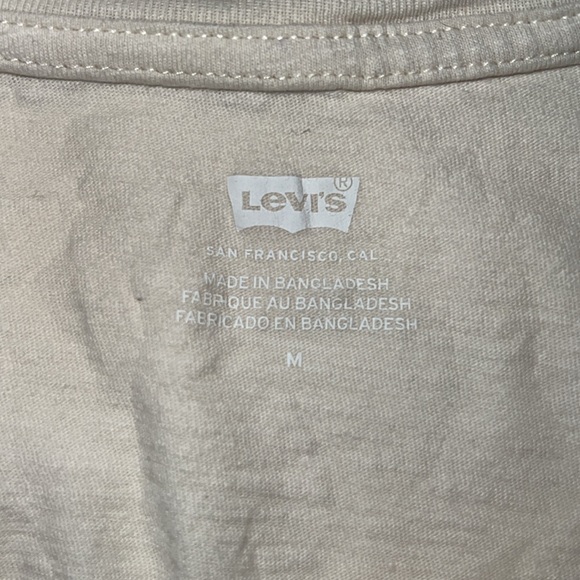 Levi's®
SAN FRANCISCO, CAL
MADE IN BANGLADESH
FABRIQUE AU BANGLADESH
FABRICADO EN BANGLADESH
M